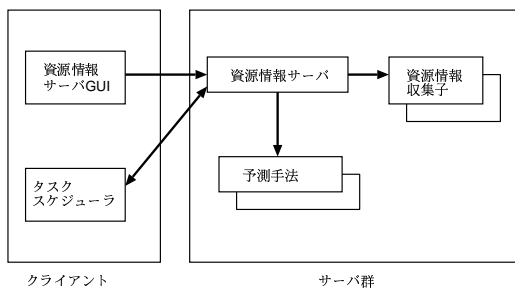 資源情報
サーバGUI
資源情報サーバ
資源情報
収集子
タスク
スケジューラ
予測手法
クライアント
サーバ群